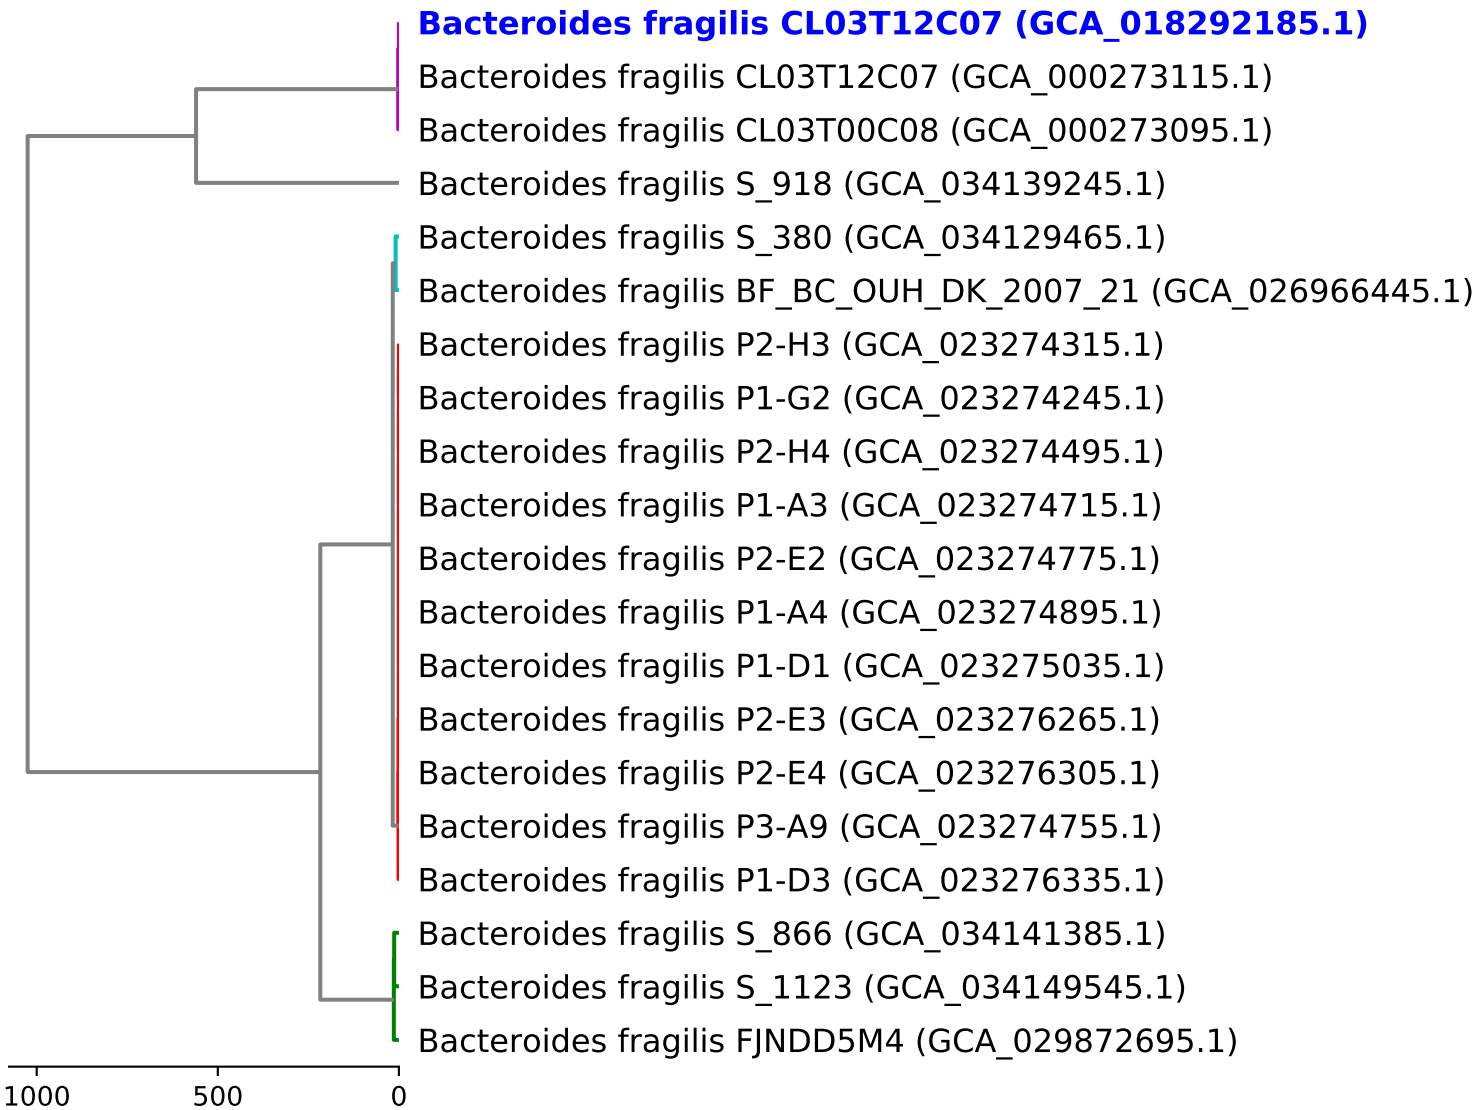 Bacteroides fragilis CL03T12C07 (GCA_018292185.1)
Bacteroides fragilis CL03T12C07 (GCA_000273115.1)
Bacteroides fragilis CL03T00C08 (GCA_000273095.1)
Bacteroides fragilis S_918 (GCA_034139245.1)
Bacteroides fragilis S_380 (GCA_034129465.1)
Bacteroides fragilis BF_BC_OUH_DK_2007_21 (GCA_026966445.1)
Bacteroides fragilis P2-H3 (GCA_023274315.1)
Bacteroides fragilis P1-G2 (GCA_023274245.1)
Bacteroides fragilis P2-H4 (GCA_023274495.1)
Bacteroides fragilis P1-A3 (GCA_023274715.1)
Bacteroides fragilis P2-E2 (GCA_023274775.1)
Bacteroides fragilis P1-A4 (GCA_023274895.1)
Bacteroides fragilis P1-D1 (GCA_023275035.1)
Bacteroides fragilis P2-E3 (GCA_023276265.1)
Bacteroides fragilis P2-E4 (GCA_023276305.1)
Bacteroides fragilis P3-A9 (GCA_023274755.1)
Bacteroides fragilis P1-D3 (GCA_023276335.1)
Bacteroides fragilis S_866 (GCA_034141385.1)
Bacteroides fragilis S_1123 (GCA_034149545.1)
Bacteroides fragilis FJNDD5M4 (GCA_029872695.1)
1000 500 0